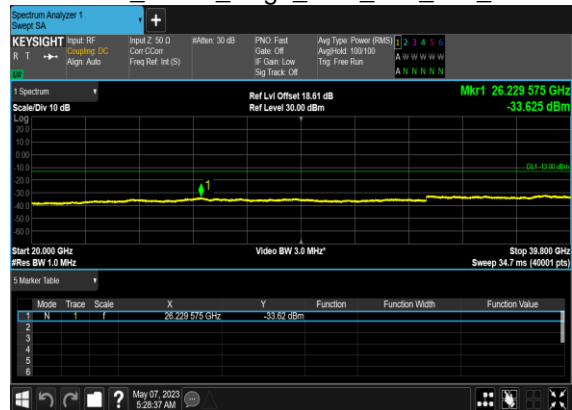 Spectrum Analyzer 1
Swept SA
KEYSIGHT Input: RF Input Z: 50 Ω #Atten: 30 dB PNO: Fast Avg Type: Power (RMS) 1 2 3 4 5 6
R T Coupling: DC Corr CCorr Gate: Off Avg|Hold: 100/100 A W W W W W
Align: Auto Freq Ref: Int (S) IF Gain: Low Trig: Free Run
LW Sig Track: Off A N N N N N
1 Spectrum Ref Lvl Offset 18.61 dB Mkr1 26.229 575 GHz
Scale/Div 10 dB Ref Level 30.00 dBm -33.625 dBm
Log
20.0
10.0
0.00
-10.0
DL1 -13.00 dBm
-20.0
1
-30.0
-40.0
-50.0
-60.0
Start 20.000 GHz Video BW 3.0 MHz* Stop 39.800 GHz
#Res BW 1.0 MHz Sweep 34.7 ms (40001 pts)
5 Marker Table
Mode Trace Scale X Y Function Function Width Function Value
1 N 1 f 26.229 575 GHz -33.62 dBm
2
3
4
5
6
? May 07, 2023
5:28:37 AM